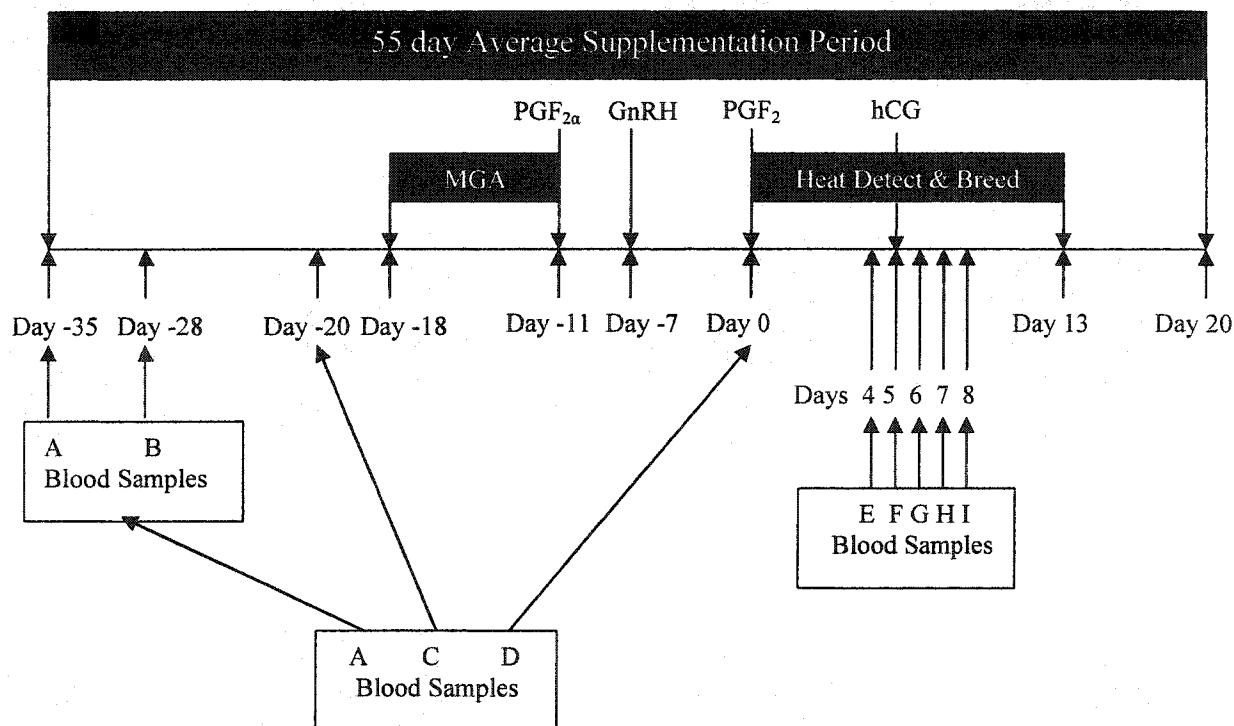 55 day Average Supplementation Period
PGF2α GnRH PGF2 hCG
MGA Heat Detect & Breed
Day -35 Day -28 Day -20 Day -18 Day -11 Day -7 Day 0 Day 13 Day 20
Days 4 5 6 7 8
A B
Blood Samples
E F G H I
Blood Samples
A C D
Blood Samples